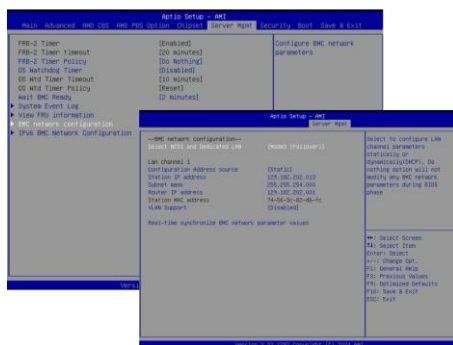 Aptio Setup - AMI
Main Advanced AMD CBS AMD PBS Option Chipset Server Mgmt Security Boot Save & Exit
FRB-2 Timer [Enabled]
FRB-2 Timer timeout [20 minutes]
FRB-2 Timer Policy [Do Nothing]
OS Watchdog Timer [Disabled]
OS Wtd Timer Timeout [10 minutes]
OS Wtd Timer Policy [Reset]
Wait BMC Ready [2 minutes]
System Event Log
View FRU information
BMC network configuration
IPv6 BMC Network Configuration
Configure BMC network
parameters
Versi
Aptio Setup - AMI
Server Mgmt
--BMC network configuration--
Select NCSI and Dedicated LAN [Mode4 (Failover)]
Lan channel 1
Configuration Address source [Static]
Station IP address
Subnet mask 255.255.254.000
Router IP address
Station MAC address
VLAN Support [Disabled]
Real-time synchronize BMC network parameter values
Select to configure LAN
channel parameters
statically or
dynamically(DHCP). Do
nothing option will not
modify any BMC network
parameters during BIOS
phase
: Select Screen
: Select Item
Enter: Select
+/-: Change Opt.
F1: General Help
F3: Previous Values
F9: Optimized Defaults
F10: Save & Exit
ESC: Exit